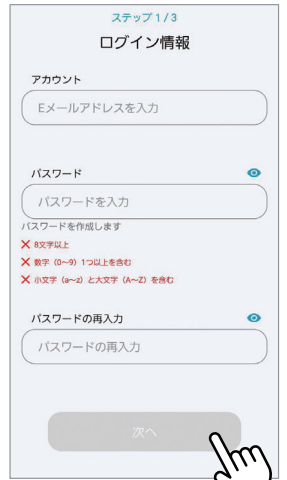 ステップ 1 / 3
ログイン情報
アカウント
Eメールアドレスを入力
パスワード
パスワードを入力
パスワードを作成します
8文字以上
数字（0〜9）1つ以上を含む
小文字（a〜z）と大文字（A〜Z）を含む
パスワードの再入力
パスワードの再入力
次へ